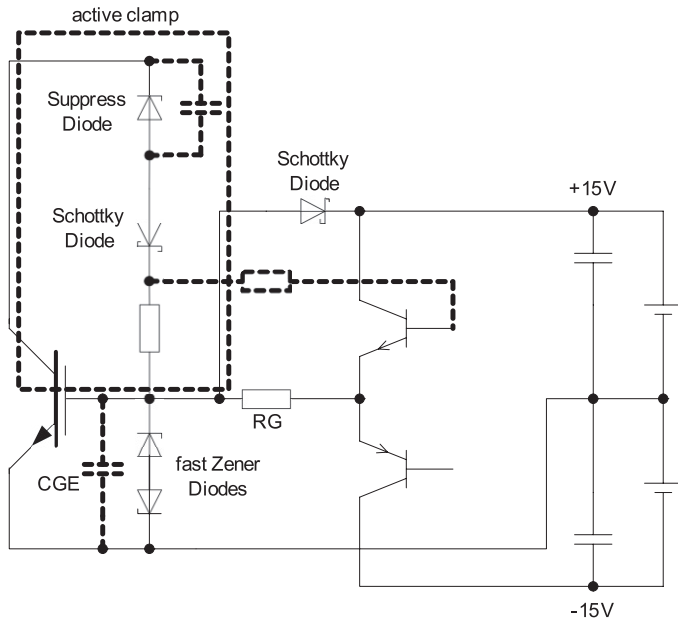 active clamp
Suppress
Diode
Schottky
Diode
Schottky
Diode
+15V
RG
fast Zener
Diodes
CGE
-15V